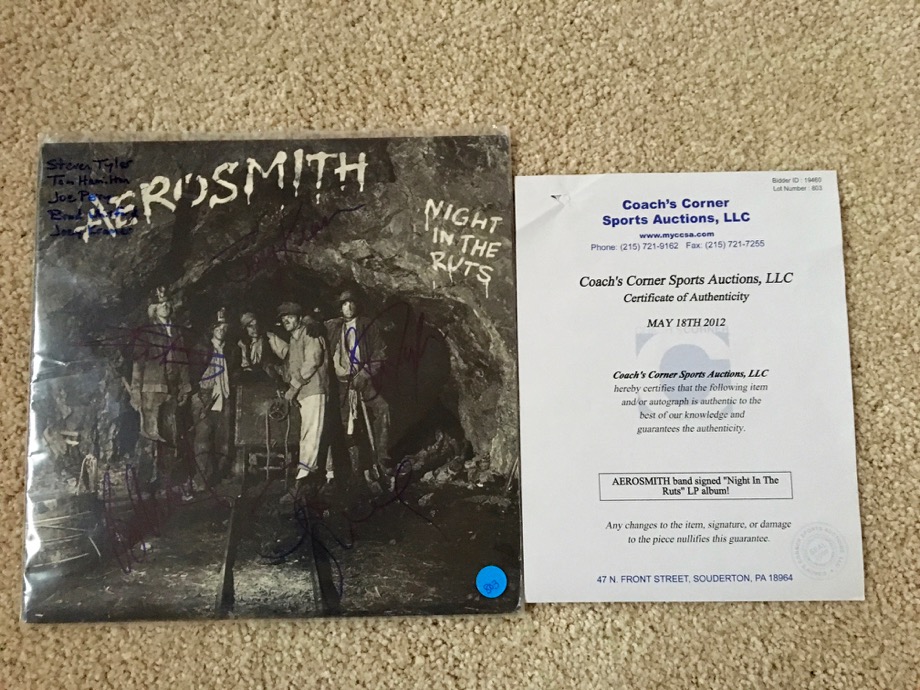 Steven Tyler
Tom Hamilton
Joe Perry
Brad Whitford
Joey Kramer
AEROSMITH
NIGHT
IN THE
RUTS
Bidder ID : 19460
Lot Number : 603
Coach's Corner
Sports Auctions, LLC
www.myccsa.com
Phone: (215) 721-9162 Fax: (215) 721-7255
Coach's Corner Sports Auctions, LLC
Certificate of Authenticity
MAY 18TH 2012
Coach's Corner Sports Auctions, LLC
hereby certifies that the following item
and/or autograph is authentic to the
best of our knowledge and
guarantees the authenticity.
AEROSMITH band signed "Night In The
Ruts" LP album!
Any changes to the item, signature, or damage
to the piece nullifies this guarantee.
47 N. FRONT STREET, SOUDERTON, PA 18964